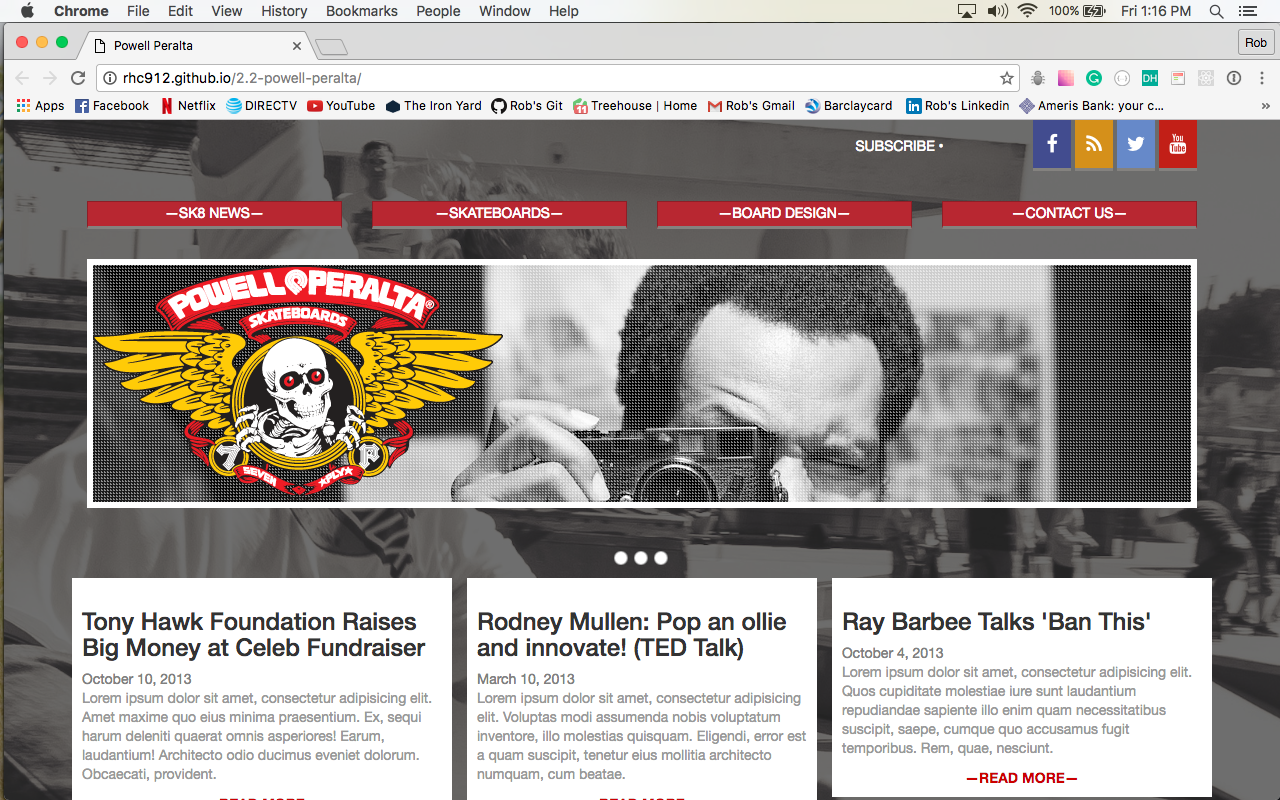 Chrome File Edit View History Bookmarks People Window Help 100% Fri 1:16 PM
Powell Peralta
Rob
rhc912.github.io/2.2-powell-peralta/
DH
Apps Facebook Netflix DIRECTV YouTube The Iron Yard Rob's Git Treehouse | Home Rob's Gmail Barclaycard Rob's Linkedin Ameris Bank: your c... »
SUBSCRIBE •
You Tube
—SK8 NEWS— —SKATEBOARDS— —BOARD DESIGN— —CONTACT US—
POWELL PERALTA®
SKATEBOARDS
7 P
SEVEN PLY
Tony Hawk Foundation Raises
Big Money at Celeb Fundraiser
October 10, 2013
Lorem ipsum dolor sit amet, consectetur adipisicing elit.
Amet maxime quo eius minima praesentium. Ex, sequi
harum deleniti quaerat omnis asperiores! Earum,
laudantium! Architecto odio ducimus eveniet dolorum.
Obcaecati, provident.
—READ MORE—
Rodney Mullen: Pop an ollie
and innovate! (TED Talk)
March 10, 2013
Lorem ipsum dolor sit amet, consectetur adipisicing
elit. Voluptas modi assumenda nobis voluptatum
inventore, illo molestias quisquam. Eligendi, error est
a quam suscipit, tenetur eius mollitia architecto
numquam, cum beatae.
—READ MORE—
Ray Barbee Talks 'Ban This'
October 4, 2013
Lorem ipsum dolor sit amet, consectetur adipisicing elit.
Quos cupiditate molestiae iure sunt laudantium
repudiandae sapiente illo enim quam necessitatibus
suscipit, saepe, cumque quo accusamus fugit
temporibus. Rem, quae, nesciunt.
—READ MORE—